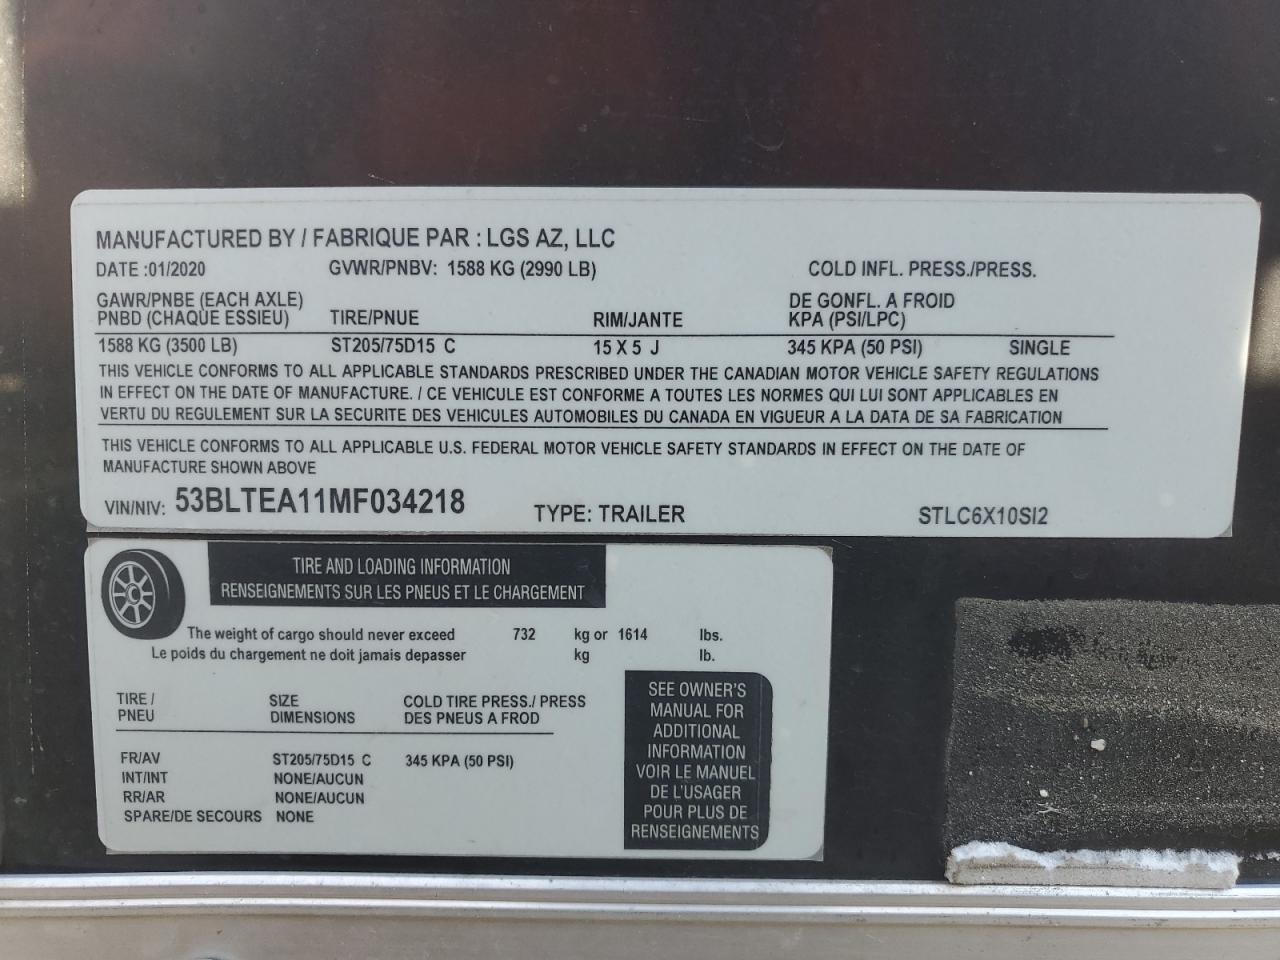 MANUFACTURED BY / FABRIQUE PAR : LGS AZ, LLC
DATE :01/2020 GVWR/PNBV: 1588 KG (2990 LB) COLD INFL. PRESS./PRESS.
GAWR/PNBE (EACH AXLE) DE GONFL. A FROID
PNBD (CHAQUE ESSIEU) TIRE/PNUE RIM/JANTE KPA (PSI/LPC)
1588 KG (3500 LB) ST205/75D15 C 15 X 5 J 345 KPA (50 PSI) SINGLE
THIS VEHICLE CONFORMS TO ALL APPLICABLE STANDARDS PRESCRIBED UNDER THE CANADIAN MOTOR VEHICLE SAFETY REGULATIONS
IN EFFECT ON THE DATE OF MANUFACTURE. / CE VEHICULE EST CONFORME A TOUTES LES NORMES QUI LUI SONT APPLICABLES EN
VERTU DU REGULEMENT SUR LA SECURITE DES VEHICULES AUTOMOBILES DU CANADA EN VIGUEUR A LA DATA DE SA FABRICATION
THIS VEHICLE CONFORMS TO ALL APPLICABLE U.S. FEDERAL MOTOR VEHICLE SAFETY STANDARDS IN EFFECT ON THE DATE OF
MANUFACTURE SHOWN ABOVE
VIN/NIV: 53BLTEA11MF034218 TYPE: TRAILER STLC6X10SI2
TIRE AND LOADING INFORMATION
RENSEIGNEMENTS SUR LES PNEUS ET LE CHARGEMENT
The weight of cargo should never exceed 732 kg or 1614 lbs.
Le poids du chargement ne doit jamais depasser kg lb.
TIRE / SIZE COLD TIRE PRESS./ PRESS
PNEU DIMENSIONS DES PNEUS A FROD
FR/AV ST205/75D15 C 345 KPA (50 PSI)
INT/INT NONE/AUCUN
RR/AR NONE/AUCUN
SPARE/DE SECOURS NONE
SEE OWNER'S
MANUAL FOR
ADDITIONAL
INFORMATION
VOIR LE MANUEL
DE L'USAGER
POUR PLUS DE
RENSEIGNEMENTS